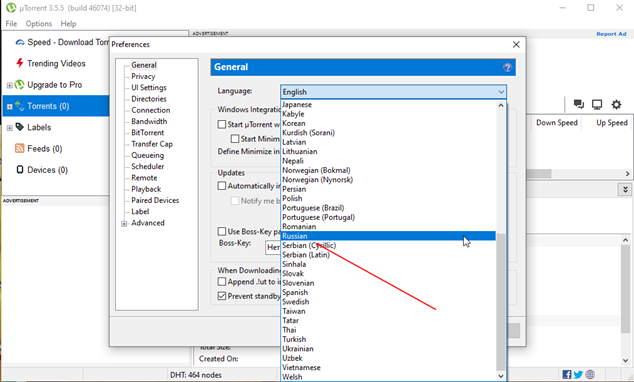 µTorrent 3.5.5 (build 46074) [32-bit]
File Options Help
ADVERTISEMENT
Report Ad
Speed - Download Torr
Trending Videos
Upgrade to Pro
Torrents (0)
Labels
Feeds (0)
Devices (0)
ADVERTISEMENT
Down Speed Up Speed
Preferences
General
Privacy
UI Settings
Directories
Connection
Bandwidth
BitTorrent
Transfer Cap
Queueing
Scheduler
Remote
Playback
Paired Devices
Label
Advanced
General
Language: English
Windows Integratio
Start µTorrent w
Start Minim
Define Minimize in
Updates
Automatically in
Notify me b
Use Boss-Key pa
Boss-Key: Нет
When Downloading
Append .!ut to in
Prevent standby
Japanese
Kabyle
Korean
Kurdish (Sorani)
Latvian
Lithuanian
Nepali
Norwegian (Bokmal)
Norwegian (Nynorsk)
Persian
Polish
Portuguese (Brazil)
Portuguese (Portugal)
Romanian
Russian
Serbian (Cyrillic)
Serbian (Latin)
Sinhala
Slovak
Slovenian
Spanish
Swedish
Taiwan
Tatar
Thai
Turkish
Ukrainian
Uzbek
Vietnamese
Welsh
Total Size:
Created On:
DHT: 464 nodes